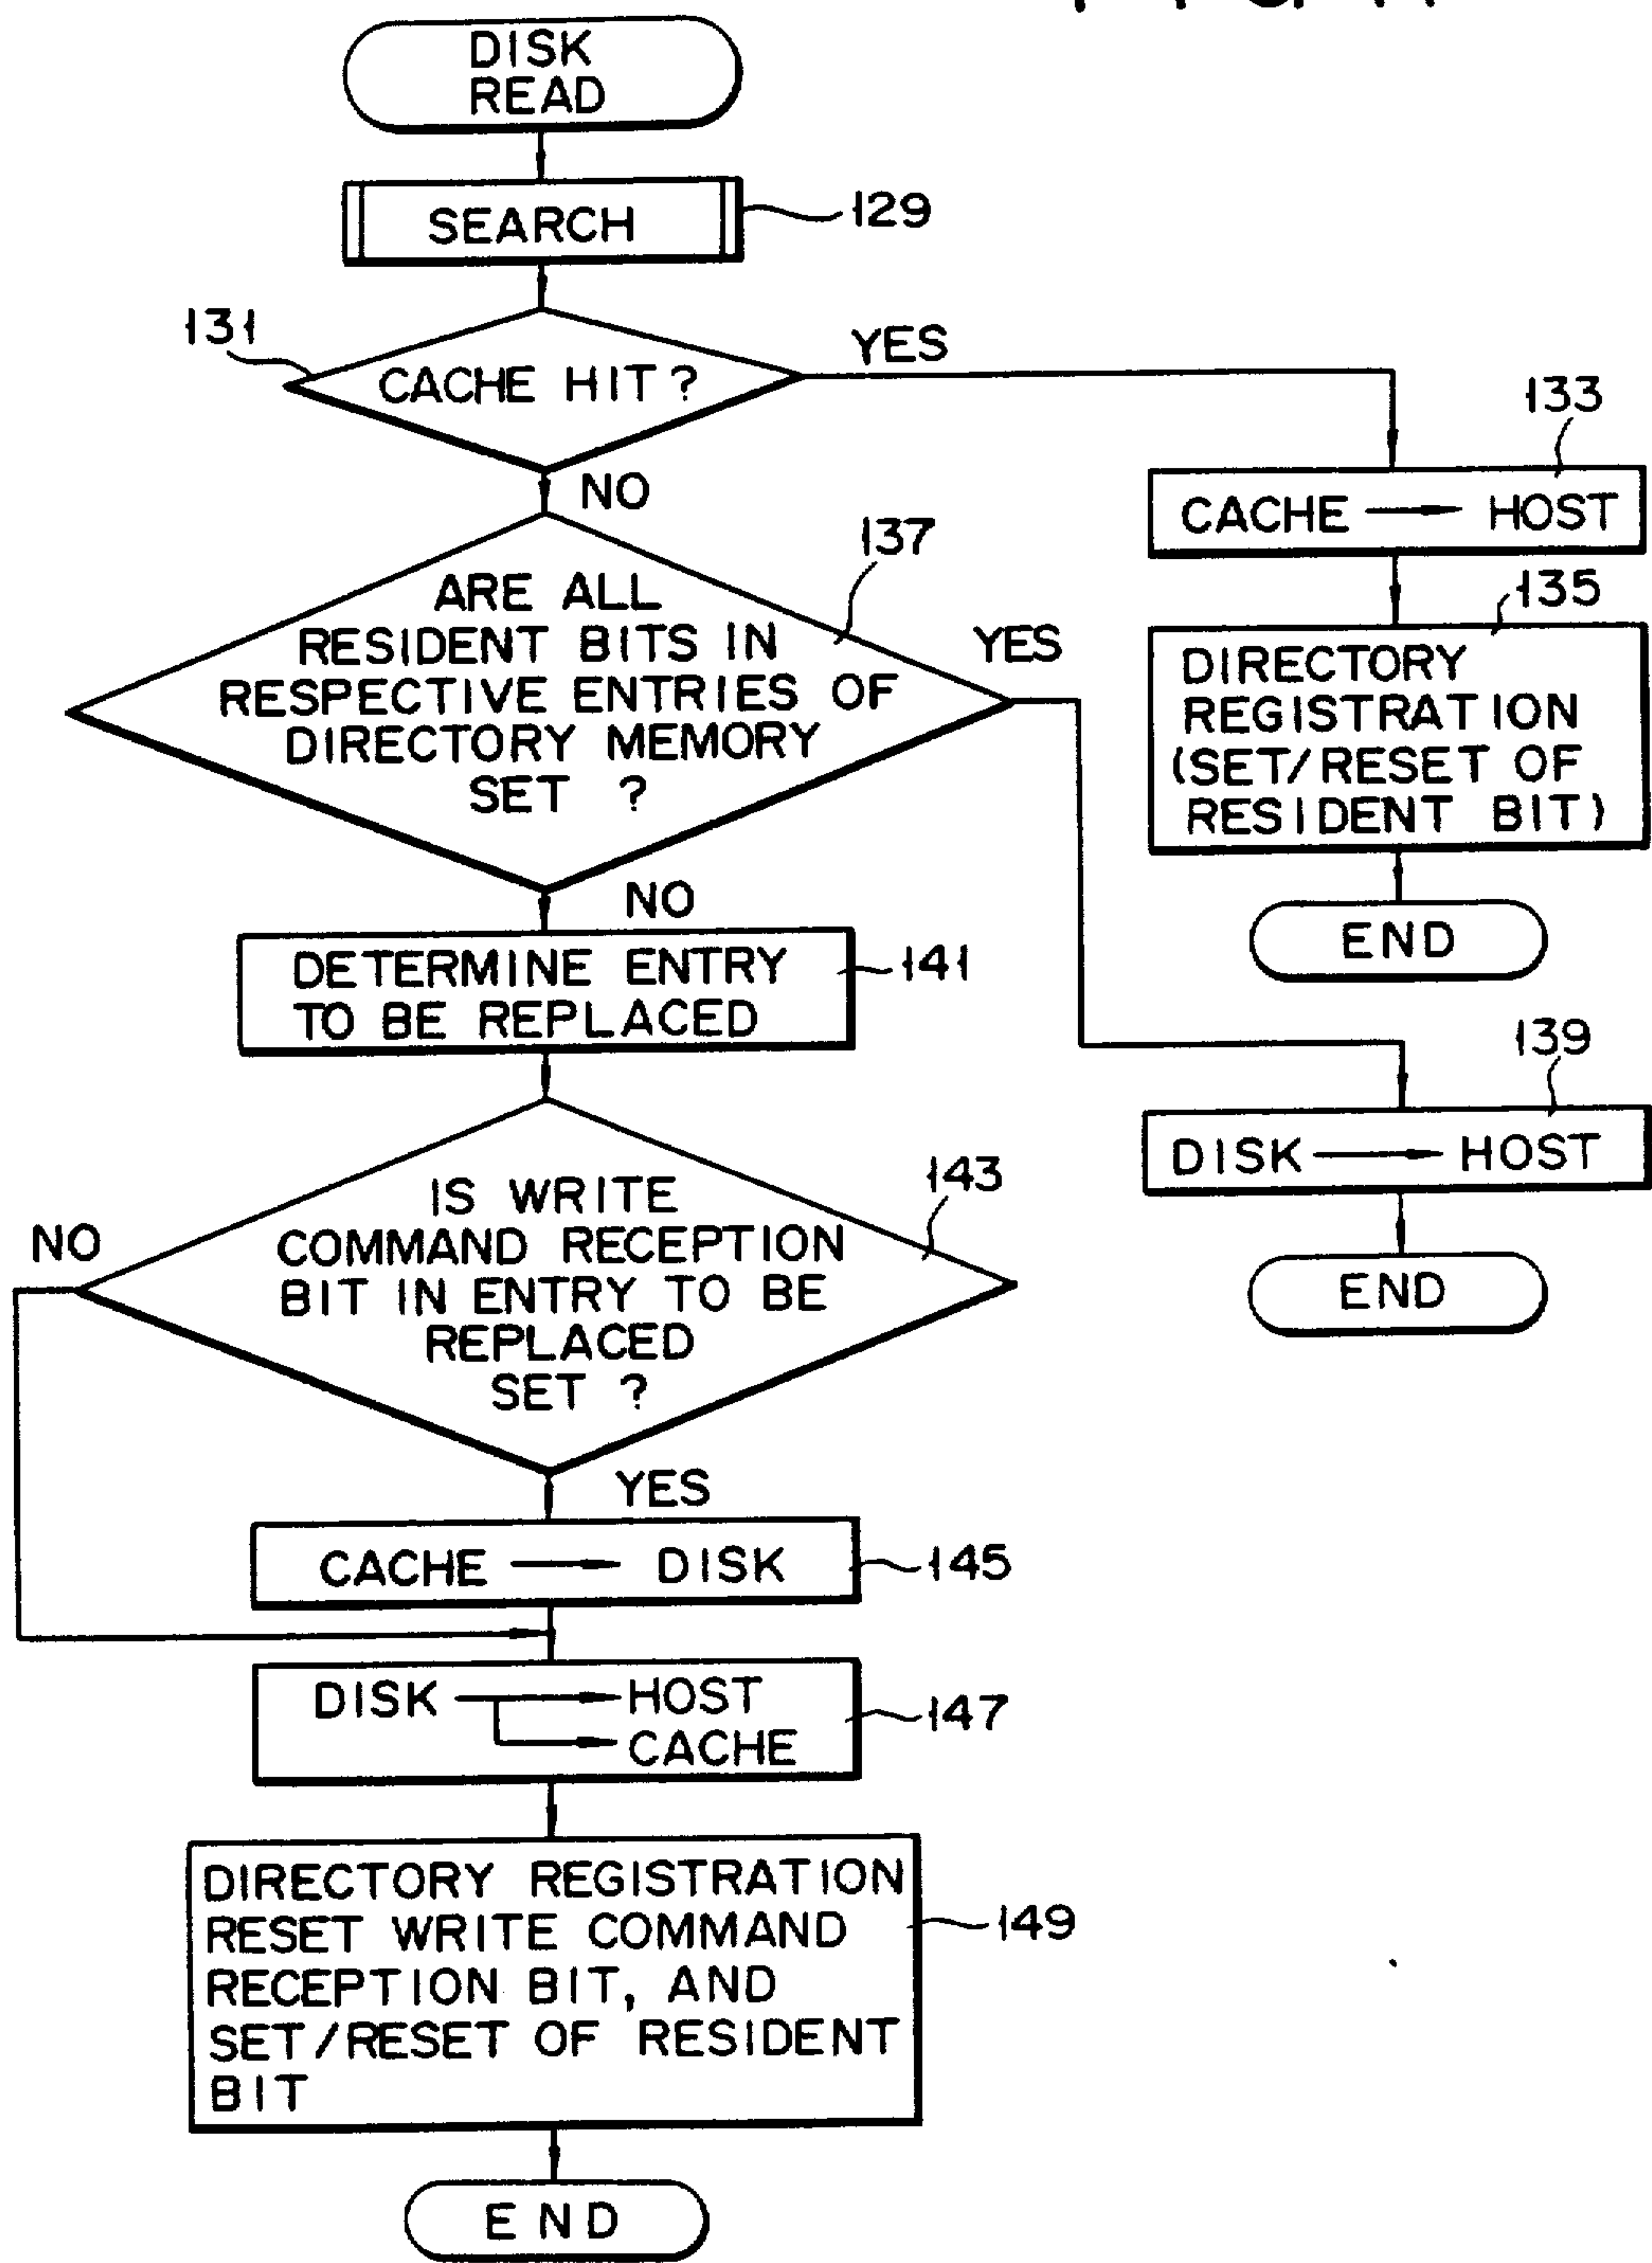 DISK
READ
SEARCH
129
131
CACHE HIT ?
YES
NO
133
CACHE → HOST
135
DIRECTORY
REGISTRATION
(SET/RESET OF
RESIDENT BIT)
END
137
ARE ALL
RESIDENT BITS IN
RESPECTIVE ENTRIES OF
DIRECTORY MEMORY
SET ?
YES
NO
139
DISK → HOST
END
DETERMINE ENTRY
TO BE REPLACED
141
143
IS WRITE
COMMAND RECEPTION
BIT IN ENTRY TO BE
REPLACED
SET ?
NO
YES
CACHE → DISK
145
DISK → HOST
→ CACHE
147
DIRECTORY REGISTRATION
RESET WRITE COMMAND
RECEPTION BIT, AND
SET/RESET OF RESIDENT
BIT
149
END